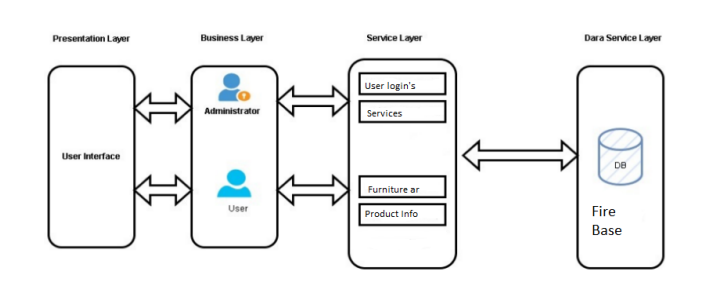 Presentation Layer
Business Layer
Service Layer
Dara Service Layer
User Interface
Administrator
User
User login's
Services
Furniture ar
Product Info
DB
Fire
Base